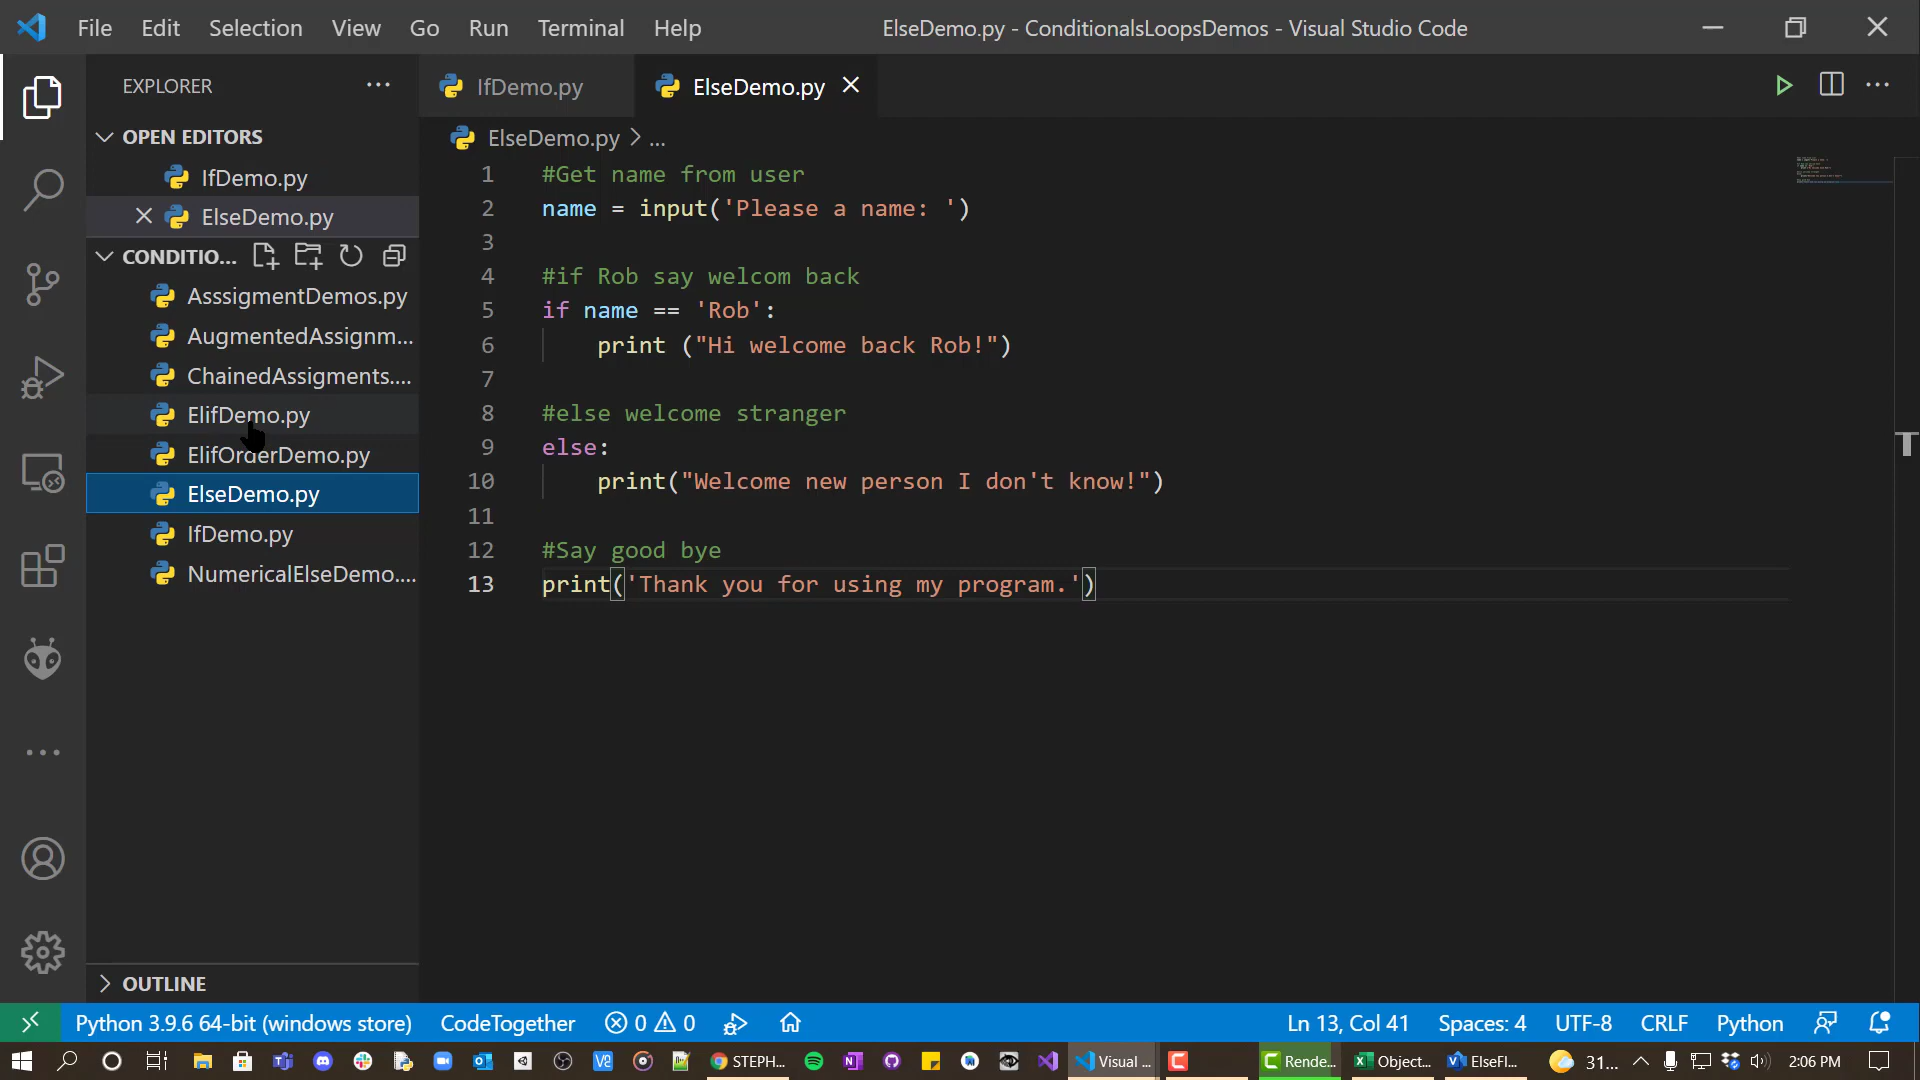 File Edit Selection View Go Run Terminal Help ElseDemo.py - ConditionalsLoopsDemos - Visual Studio Code
EXPLORER
IfDemo.py ElseDemo.py
OPEN EDITORS
IfDemo.py
ElseDemo.py
CONDITIO...
AsssigmentDemos.py
AugmentedAssignm...
ChainedAssigments....
ElifDemo.py
ElifOrderDemo.py
ElseDemo.py
IfDemo.py
NumericalElseDemo....
OUTLINE
ElseDemo.py > ...
1 #Get name from user
2 name = input('Please a name: ')
3
4 #if Rob say welcom back
5 if name == 'Rob':
6 print ("Hi welcome back Rob!")
7
8 #else welcome stranger
9 else:
10 print("Welcome new person I don't know!")
11
12 #Say good bye
13 print('Thank you for using my program.')
Python 3.9.6 64-bit (windows store) CodeTogether 0 0 Ln 13, Col 41 Spaces: 4 UTF-8 CRLF Python
STEPH... Visual ... Rende... Object... ElseFl... 31... 2:06 PM